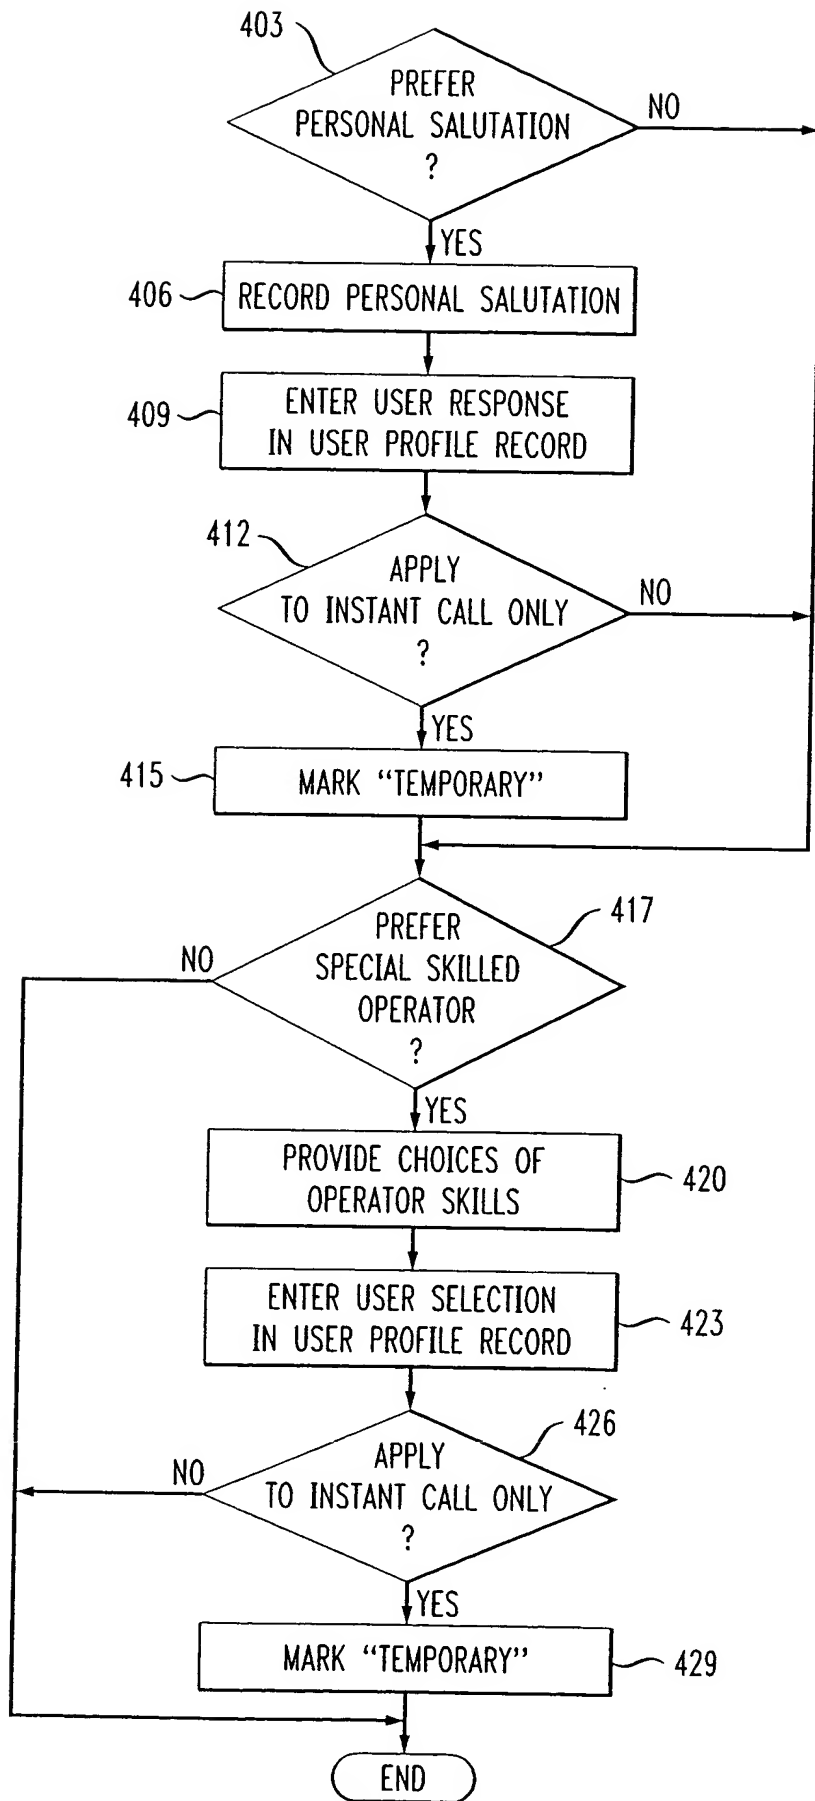 403
PREFER
PERSONAL SALUTATION
?
NO
YES
406
RECORD PERSONAL SALUTATION
409
ENTER USER RESPONSE
IN USER PROFILE RECORD
412
APPLY
TO INSTANT CALL ONLY
?
NO
YES
415
MARK “TEMPORARY”
417
PREFER
SPECIAL SKILLED
OPERATOR
?
NO
YES
PROVIDE CHOICES OF
OPERATOR SKILLS
420
ENTER USER SELECTION
IN USER PROFILE RECORD
423
426
APPLY
TO INSTANT CALL ONLY
?
NO
YES
MARK “TEMPORARY”
429
END